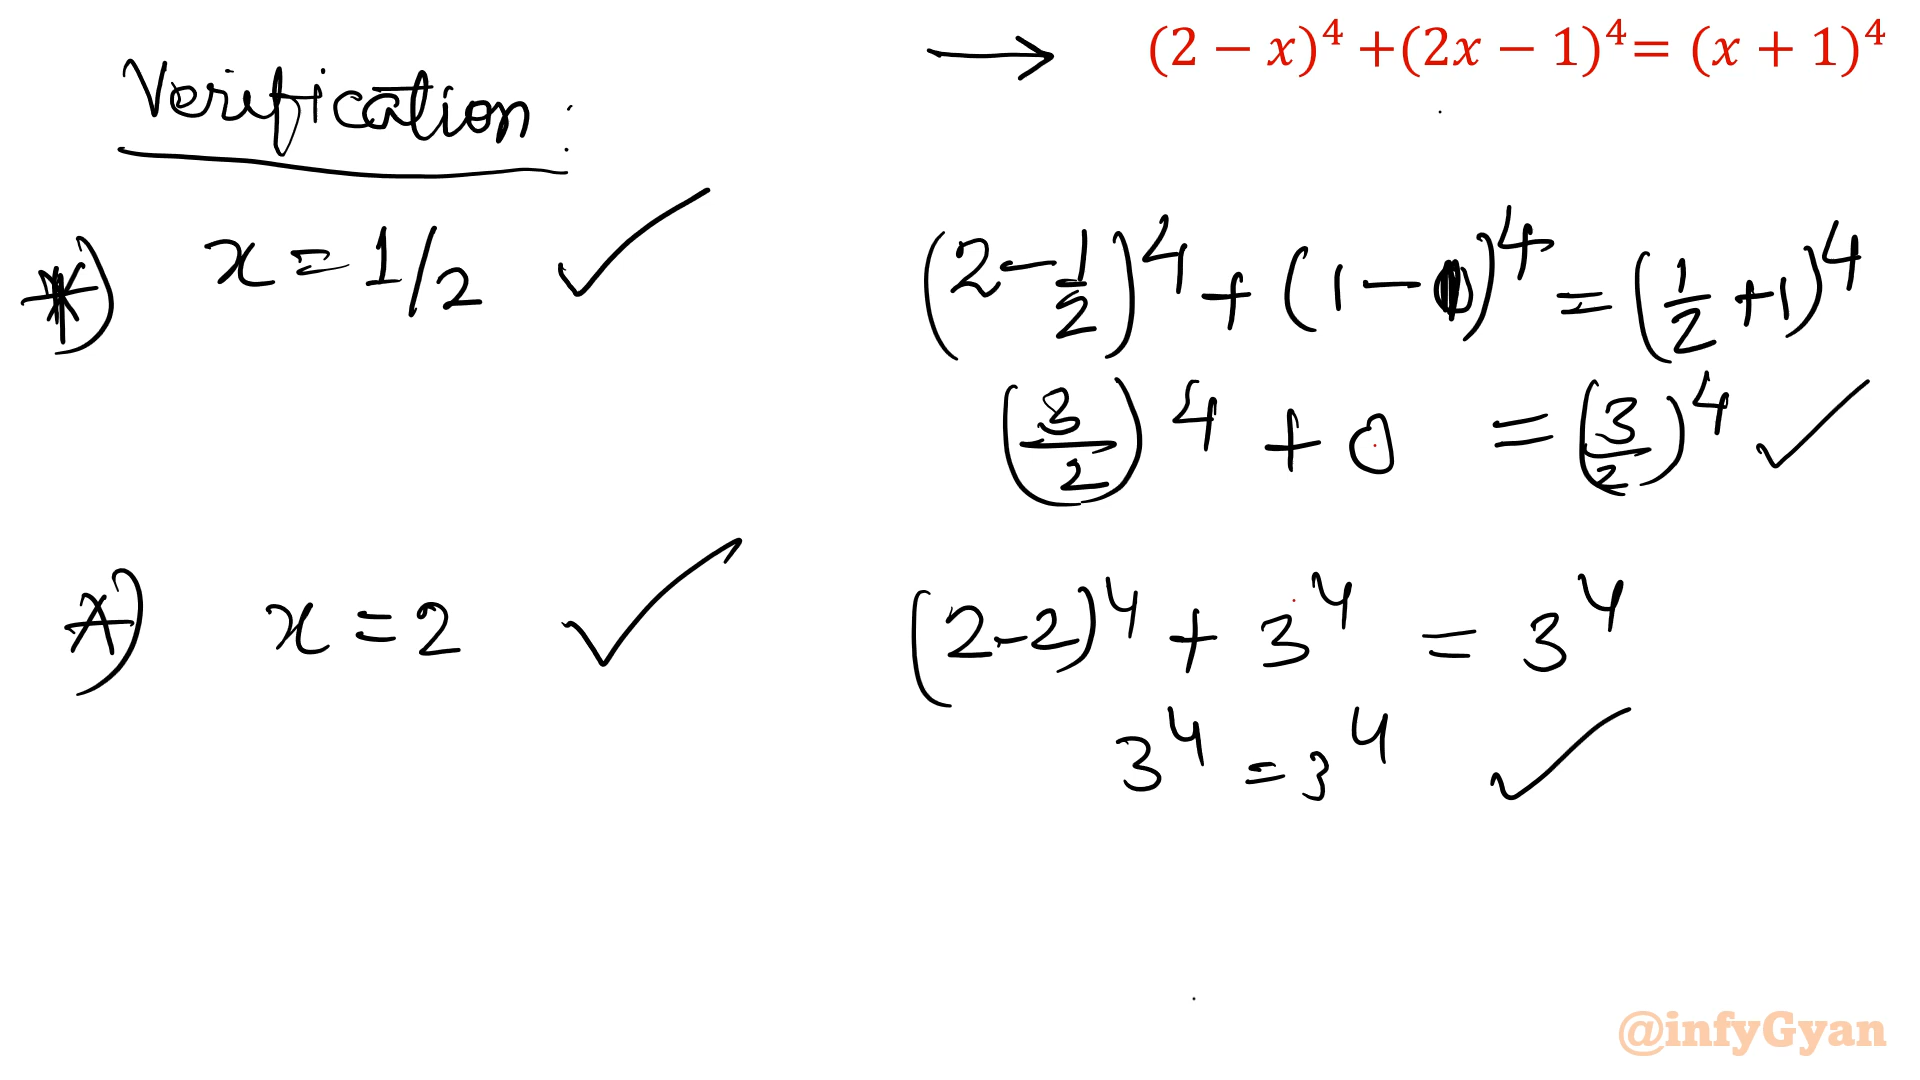 → (2 − x)⁴ +(2x − 1)⁴= (x + 1)⁴
Verification :
*) x = 1/2 ✓ (2 - 1/2)⁴ + (1 - 1)⁴ = (1/2 + 1)⁴
(3/2)⁴ + 0 = (3/2)⁴ ✓
*) x = 2 ✓ (2-2)⁴ + 3⁴ = 3⁴
3⁴ = 3⁴ ✓
@infyGyan